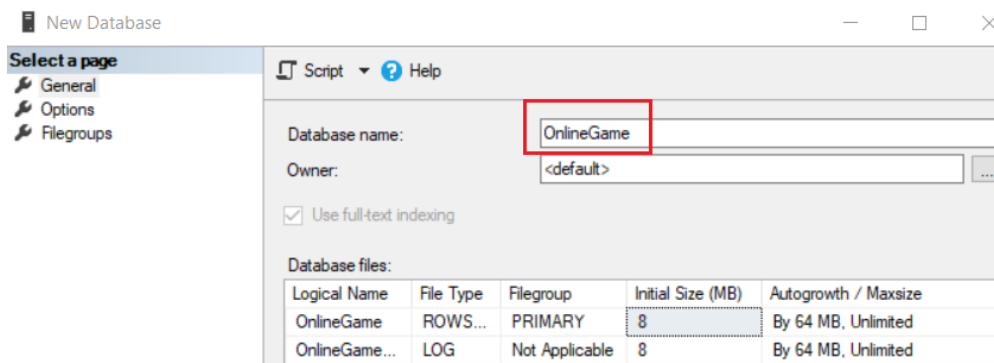 New Database
Select a page
General
Options
Filegroups
Script Help
Database name: OnlineGame
Owner: <default> ...
Use full-text indexing
Database files:
Logical Name File Type Filegroup Initial Size (MB) Autogrowth / Maxsize
OnlineGame ROWS... PRIMARY 8 By 64 MB, Unlimited
OnlineGame... LOG Not Applicable 8 By 64 MB, Unlimited